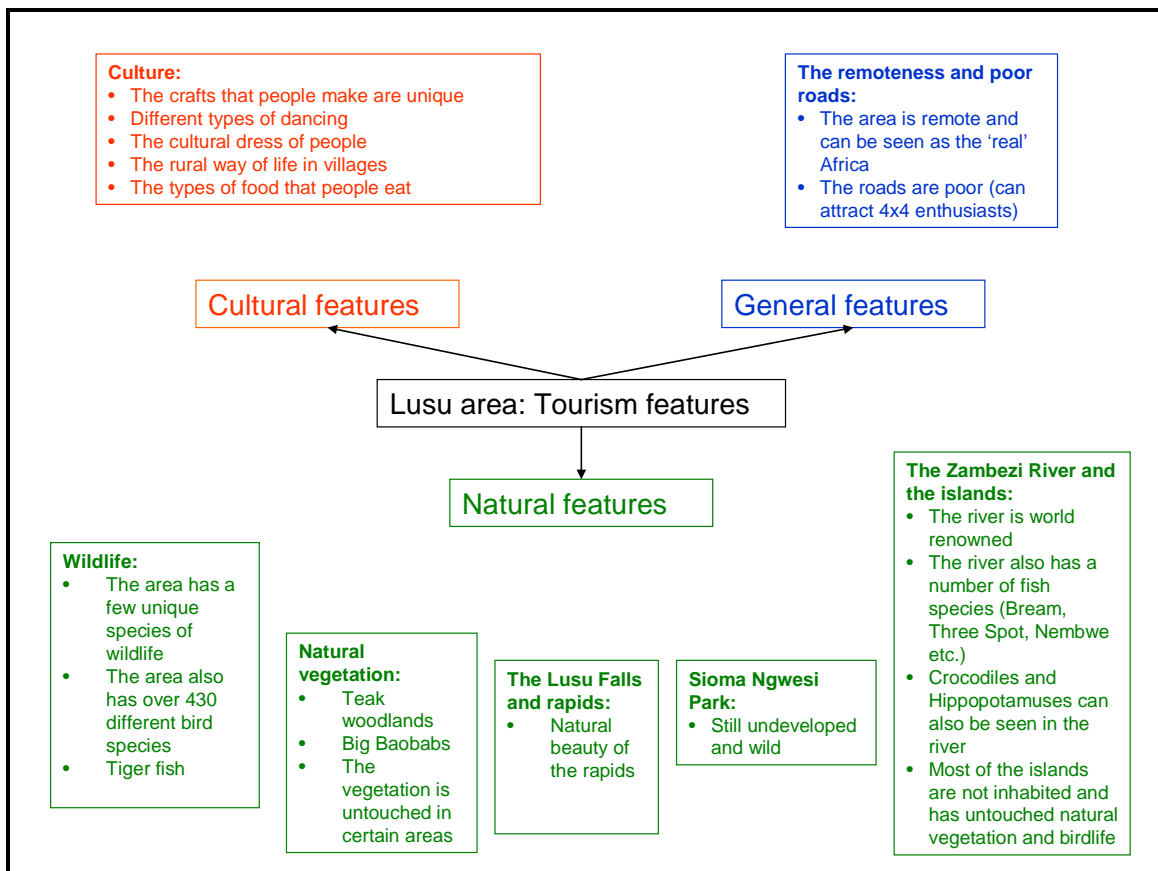 Culture:
• The crafts that people make are unique
• Different types of dancing
• The cultural dress of people
• The rural way of life in villages
• The types of food that people eat
The remoteness and poor
roads:
• The area is remote and
can be seen as the ‘real’
Africa
• The roads are poor (can
attract 4x4 enthusiasts)
Cultural features
General features
Lusu area: Tourism features
Natural features
Wildlife:
• The area has a
few unique
species of
wildlife
• The area also
has over 430
different bird
species
• Tiger fish
Natural
vegetation:
• Teak
woodlands
• Big Baobabs
• The
vegetation is
untouched in
certain areas
The Lusu Falls
and rapids:
• Natural
beauty of
the rapids
Sioma Ngwesi
Park:
• Still undeveloped
and wild
The Zambezi River and
the islands:
• The river is world
renowned
• The river also has a
number of fish
species (Bream,
Three Spot, Nembwe
etc.)
• Crocodiles and
Hippopotamuses can
also be seen in the
river
• Most of the islands
are not inhabited and
has untouched natural
vegetation and birdlife